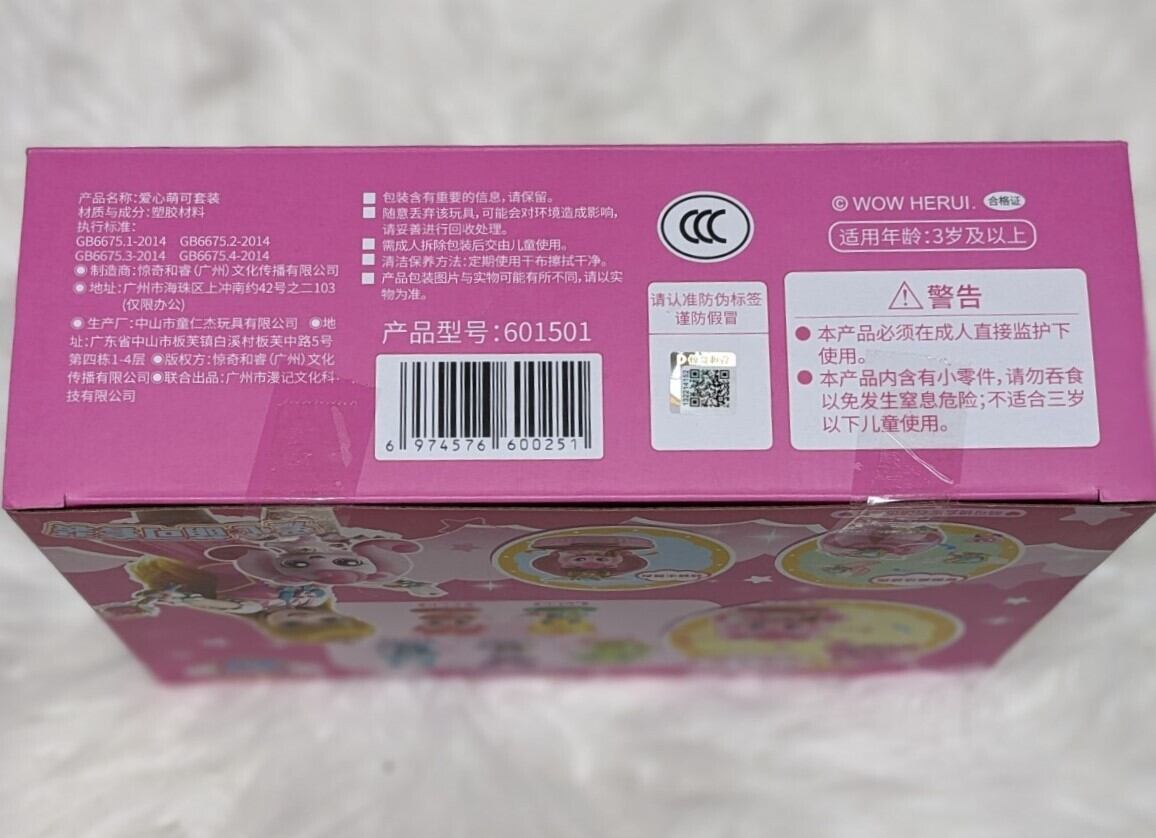 产品名称:爱心萌可套装
材质与成分:塑胶材料
执行标准:
GB6675.1-2014 GB6675.2-2014
GB6675.3-2014 GB6675.4-2014
◉制造商:惊奇和睿(广州)文化传播有限公司
◉地址:广州市海珠区上冲南约42号之二103
(仅限办公)
◉生产厂:中山市童仁杰玩具有限公司 ◉地
址:广东省中山市板芙镇白溪村板芙中路5号
第四栋1-4层 ◉版权方:惊奇和睿(广州)文化
传播有限公司◉联合出品:广州市漫记文化科
技有限公司
包装含有重要的信息,请保留。
随意丢弃该玩具,可能会对环境造成影响,
请妥善进行回收处理。
需成人拆除包装后交由儿童使用。
清洁保养方法:定期使用干布擦拭干净。
产品包装图片与实物可能有所不同,请以实
物为准。
产品型号:601501
6 974576 600251
CCC
请认准防伪标签
谨防假冒
© WOW HERUI. 合格证
适用年龄:3岁及以上
警告
● 本产品必须在成人直接监护下
使用。
● 本产品内含有小零件,请勿吞食
以免发生窒息危险;不适合三岁
以下儿童使用。